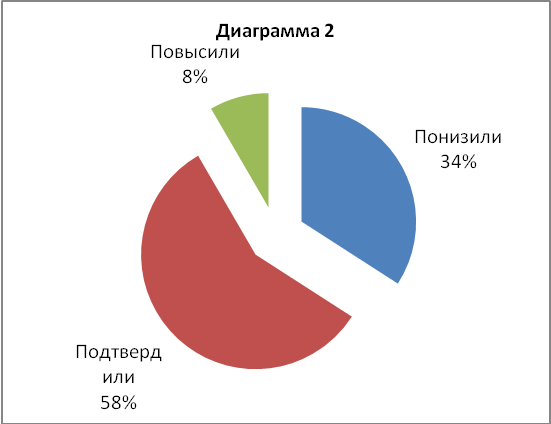 Диаграмма 2
Повысили
8%
Понизили
34%
Подтверд
или
58%